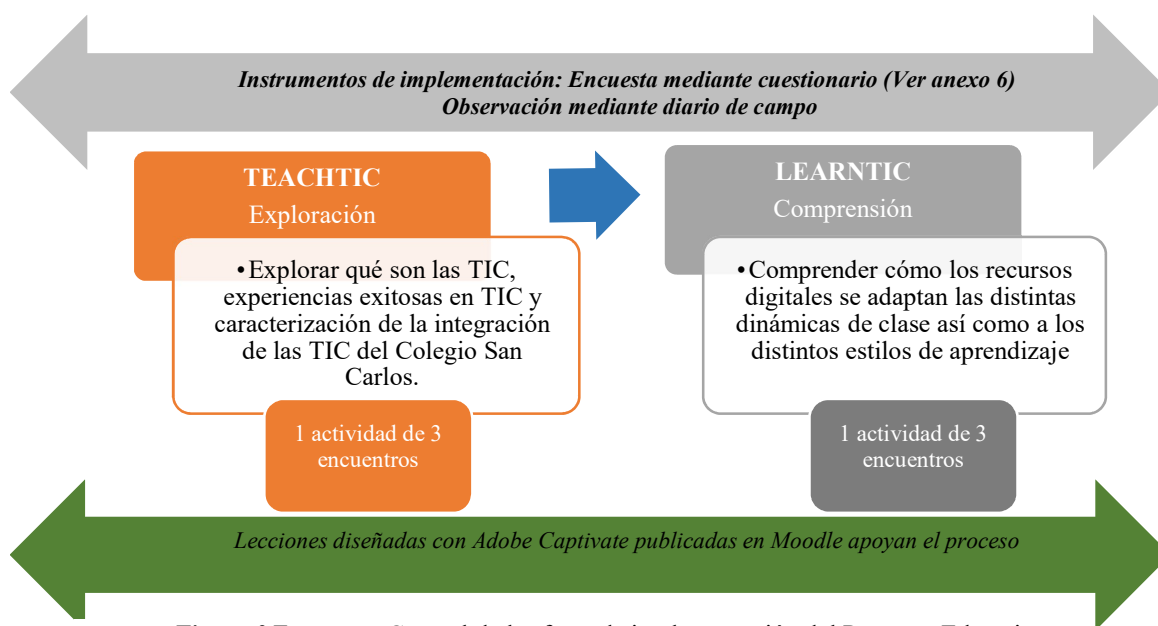 Instrumentos de implementación: Encuesta mediante cuestionario (Ver anexo 6)
Observación mediante diario de campo
TEACHTIC
Exploración
•Explorar qué son las TIC,
experiencias exitosas en TIC y
caracterización de la integración
de las TIC del Colegio San
Carlos.
1 actividad de 3
encuentros
LEARNTIC
Comprensión
•Comprender cómo los recursos
digitales se adaptan las distintas
dinámicas de clase así como a los
distintos estilos de aprendizaje
1 actividad de 3
encuentros
Lecciones diseñadas con Adobe Captivate publicadas en Moodle apoyan el proceso